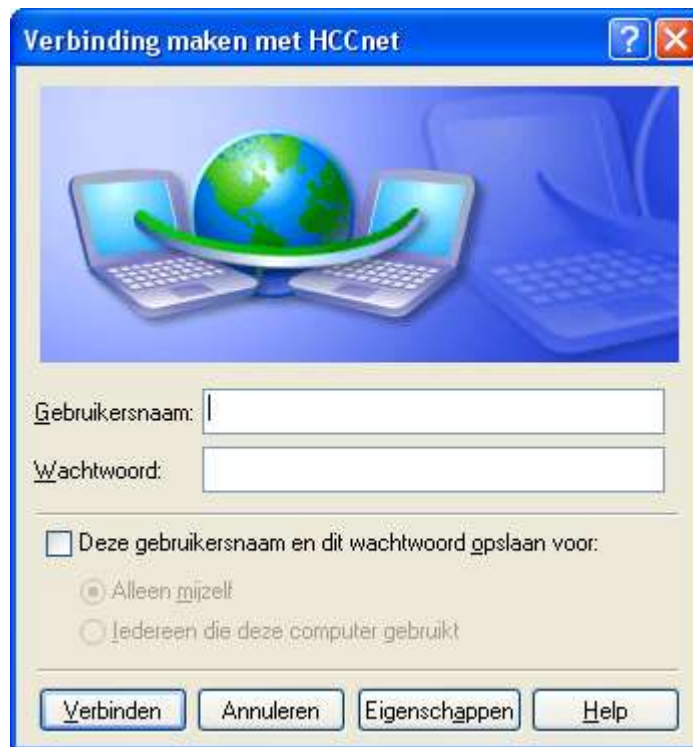 Verbinding maken met HCCnet
Gebruikersnaam:
Wachtwoord:
Deze gebruikersnaam en dit wachtwoord opslaan voor:
Alleen mijzelf
Iedereen die deze computer gebruikt
Verbinden Annuleren Eigenschappen Help